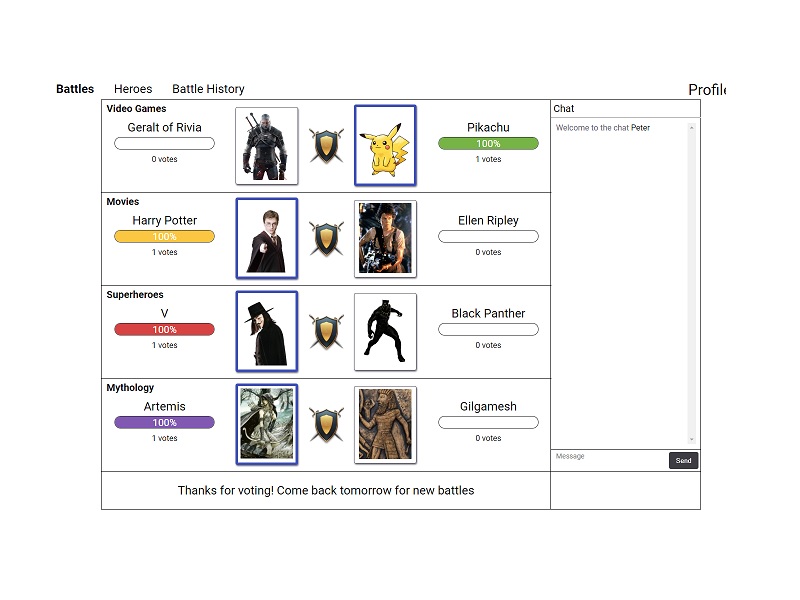 Battles Heroes Battle History Profile
Video Games
Geralt of Rivia
0 votes
Pikachu
100%
1 votes
Movies
Harry Potter
100%
1 votes
Ellen Ripley
0 votes
Superheroes
V
100%
1 votes
Black Panther
0 votes
Mythology
Artemis
100%
1 votes
Gilgamesh
0 votes
Thanks for voting! Come back tomorrow for new battles
Chat
Welcome to the chat Peter
Message
Send